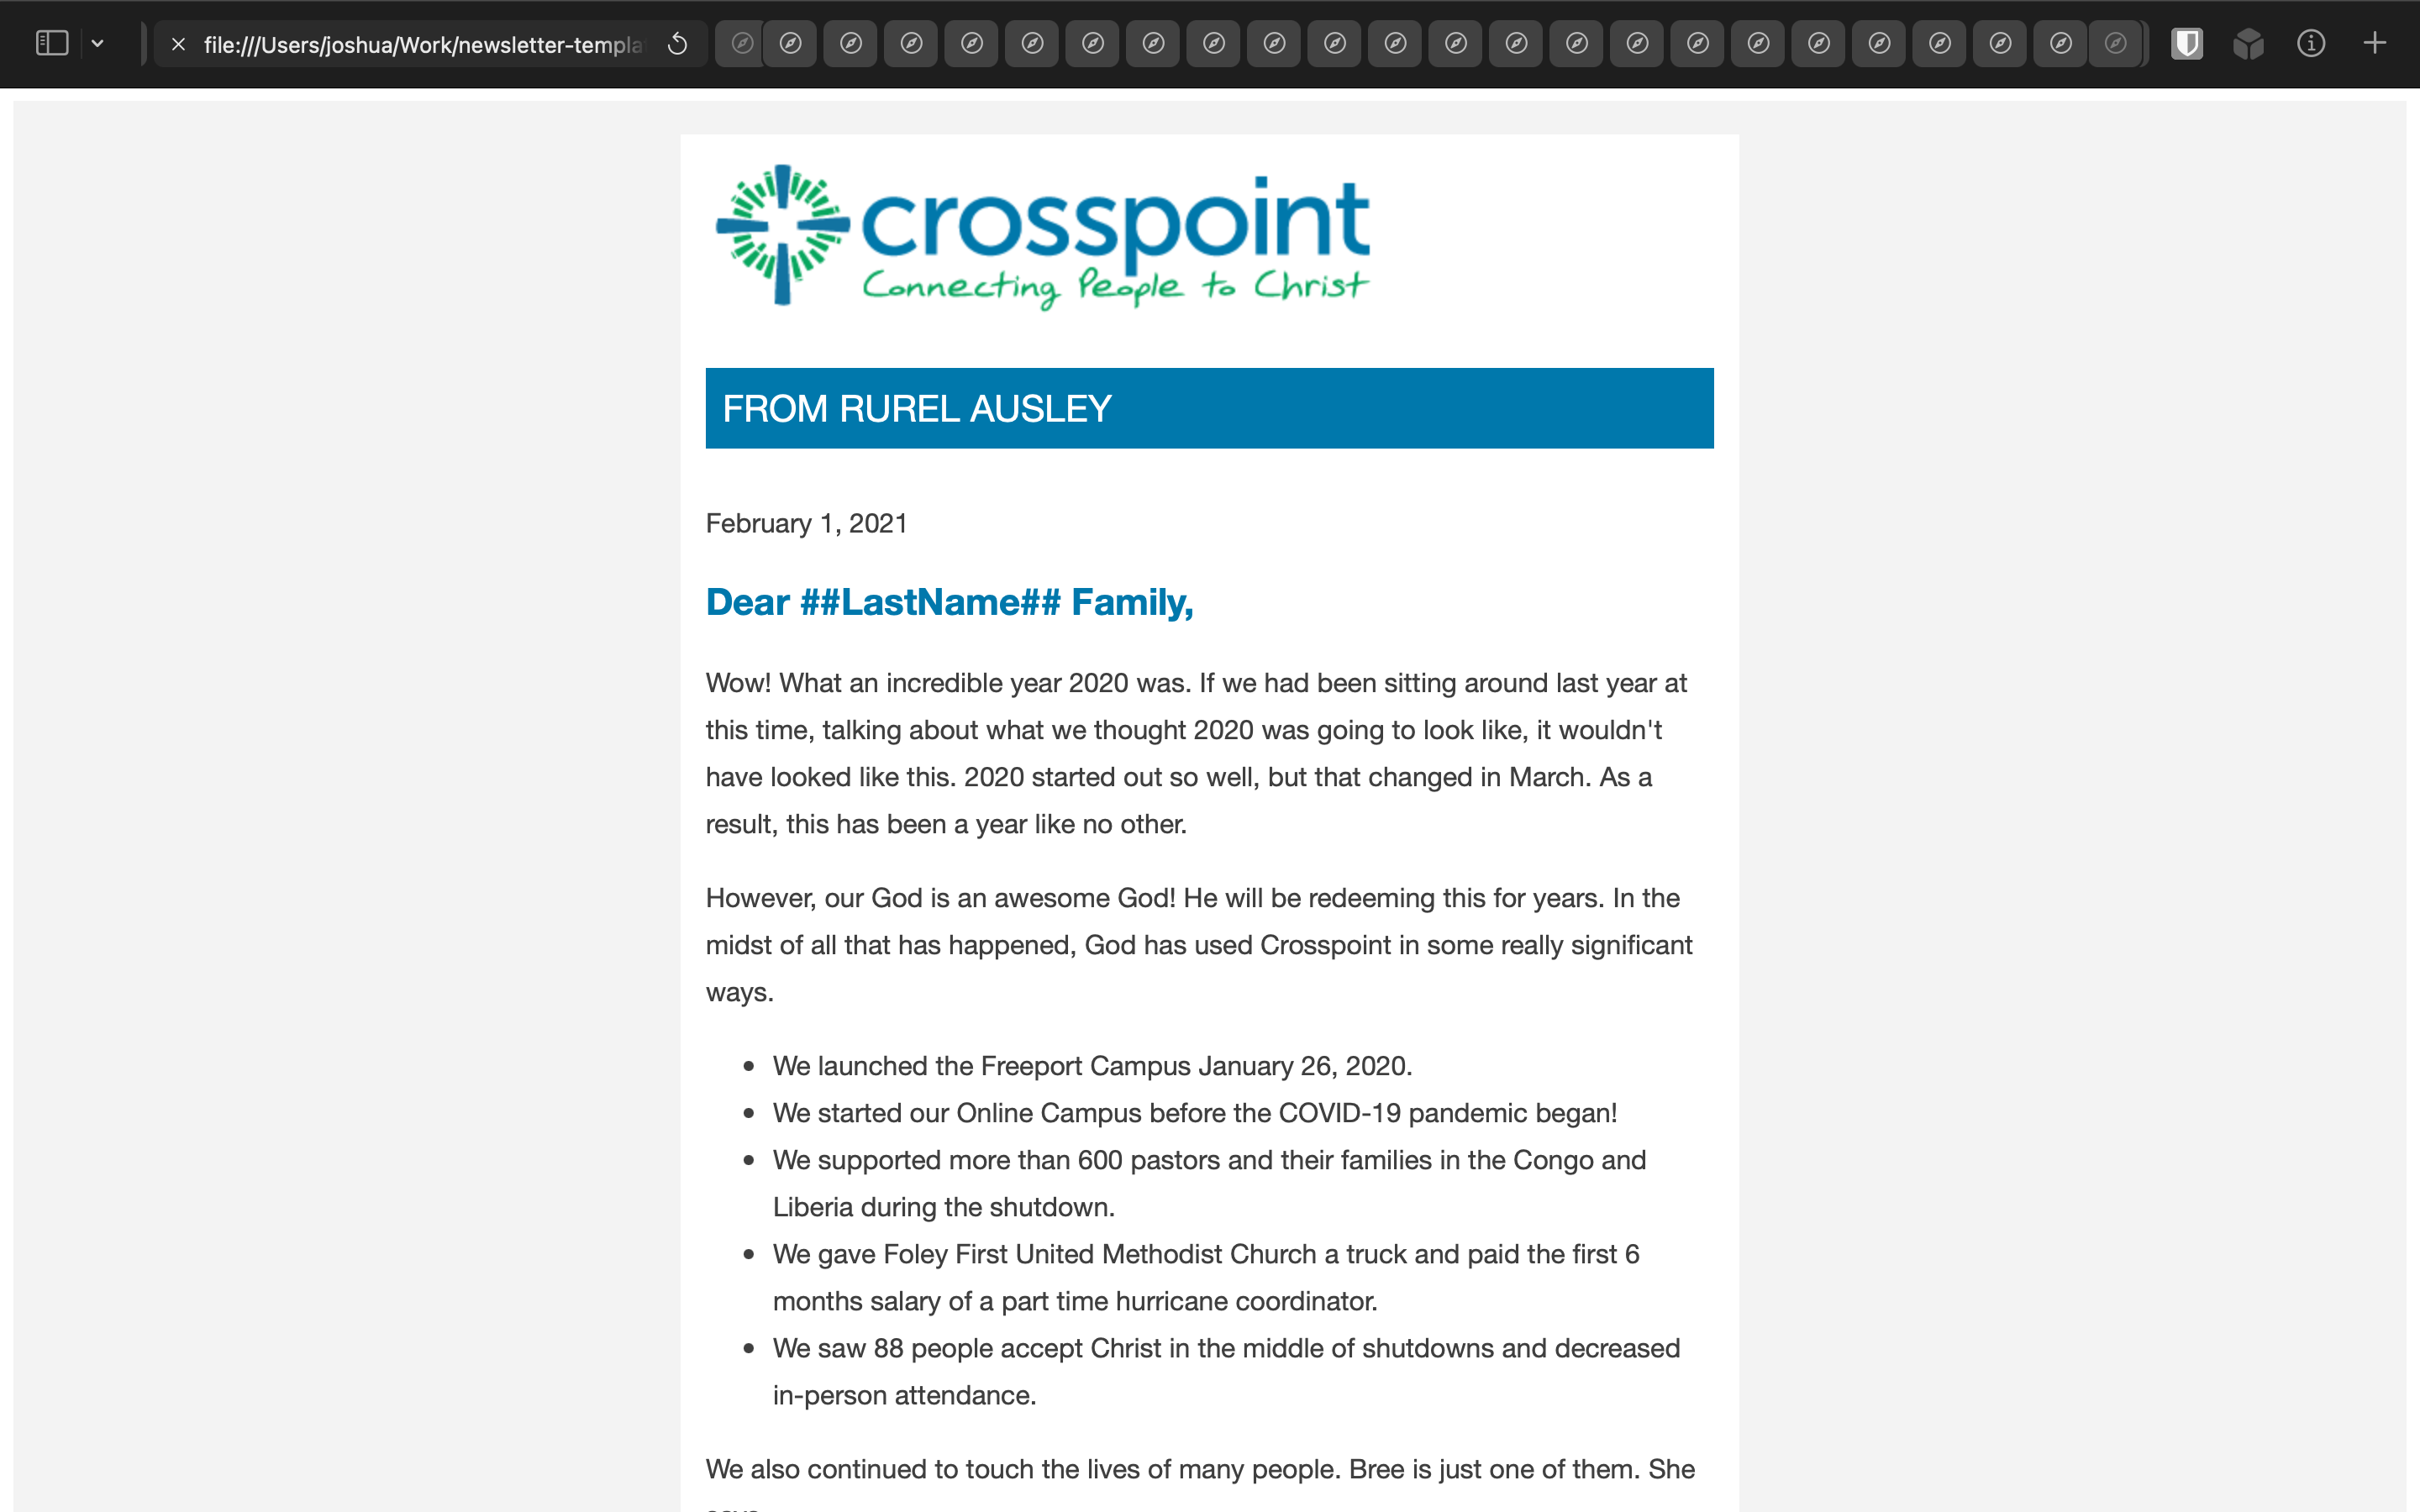 file:///Users/joshua/Work/newsletter-templa
crosspoint
Connecting People to Christ
FROM RUREL AUSLEY
February 1, 2021
Dear ##LastName## Family,
Wow! What an incredible year 2020 was. If we had been sitting around last year at
this time, talking about what we thought 2020 was going to look like, it wouldn't
have looked like this. 2020 started out so well, but that changed in March. As a
result, this has been a year like no other.
However, our God is an awesome God! He will be redeeming this for years. In the
midst of all that has happened, God has used Crosspoint in some really significant
ways.
• We launched the Freeport Campus January 26, 2020.
• We started our Online Campus before the COVID-19 pandemic began!
• We supported more than 600 pastors and their families in the Congo and
Liberia during the shutdown.
• We gave Foley First United Methodist Church a truck and paid the first 6
months salary of a part time hurricane coordinator.
• We saw 88 people accept Christ in the middle of shutdowns and decreased
in-person attendance.
We also continued to touch the lives of many people. Bree is just one of them. She